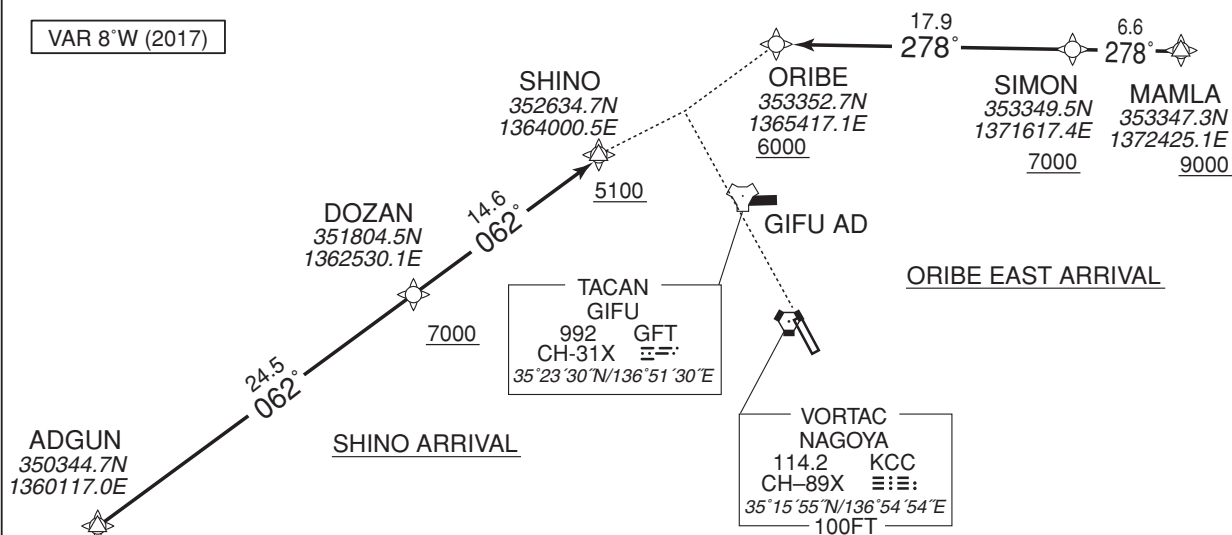 VAR 8˚W (2017)
17.9
278˚
6.6
278˚
ORIBE
353352.7N
1365417.1E
6000
SIMON
353349.5N
1371617.4E
7000
MAMLA
353347.3N
1372425.1E
9000
SHINO
352634.7N
1364000.5E
5100
14.6
062˚
DOZAN
351804.5N
1362530.1E
7000
GIFU AD
ORIBE EAST ARRIVAL
TACAN
GIFU
992 GFT
CH-31X
35˚23´30˝N/136˚51´30˝E
24.5
062˚
SHINO ARRIVAL
ADGUN
350344.7N
1360117.0E
VORTAC
NAGOYA
114.2 KCC
CH–89X
35˚15´55˝N/136˚54´54˝E
100FT